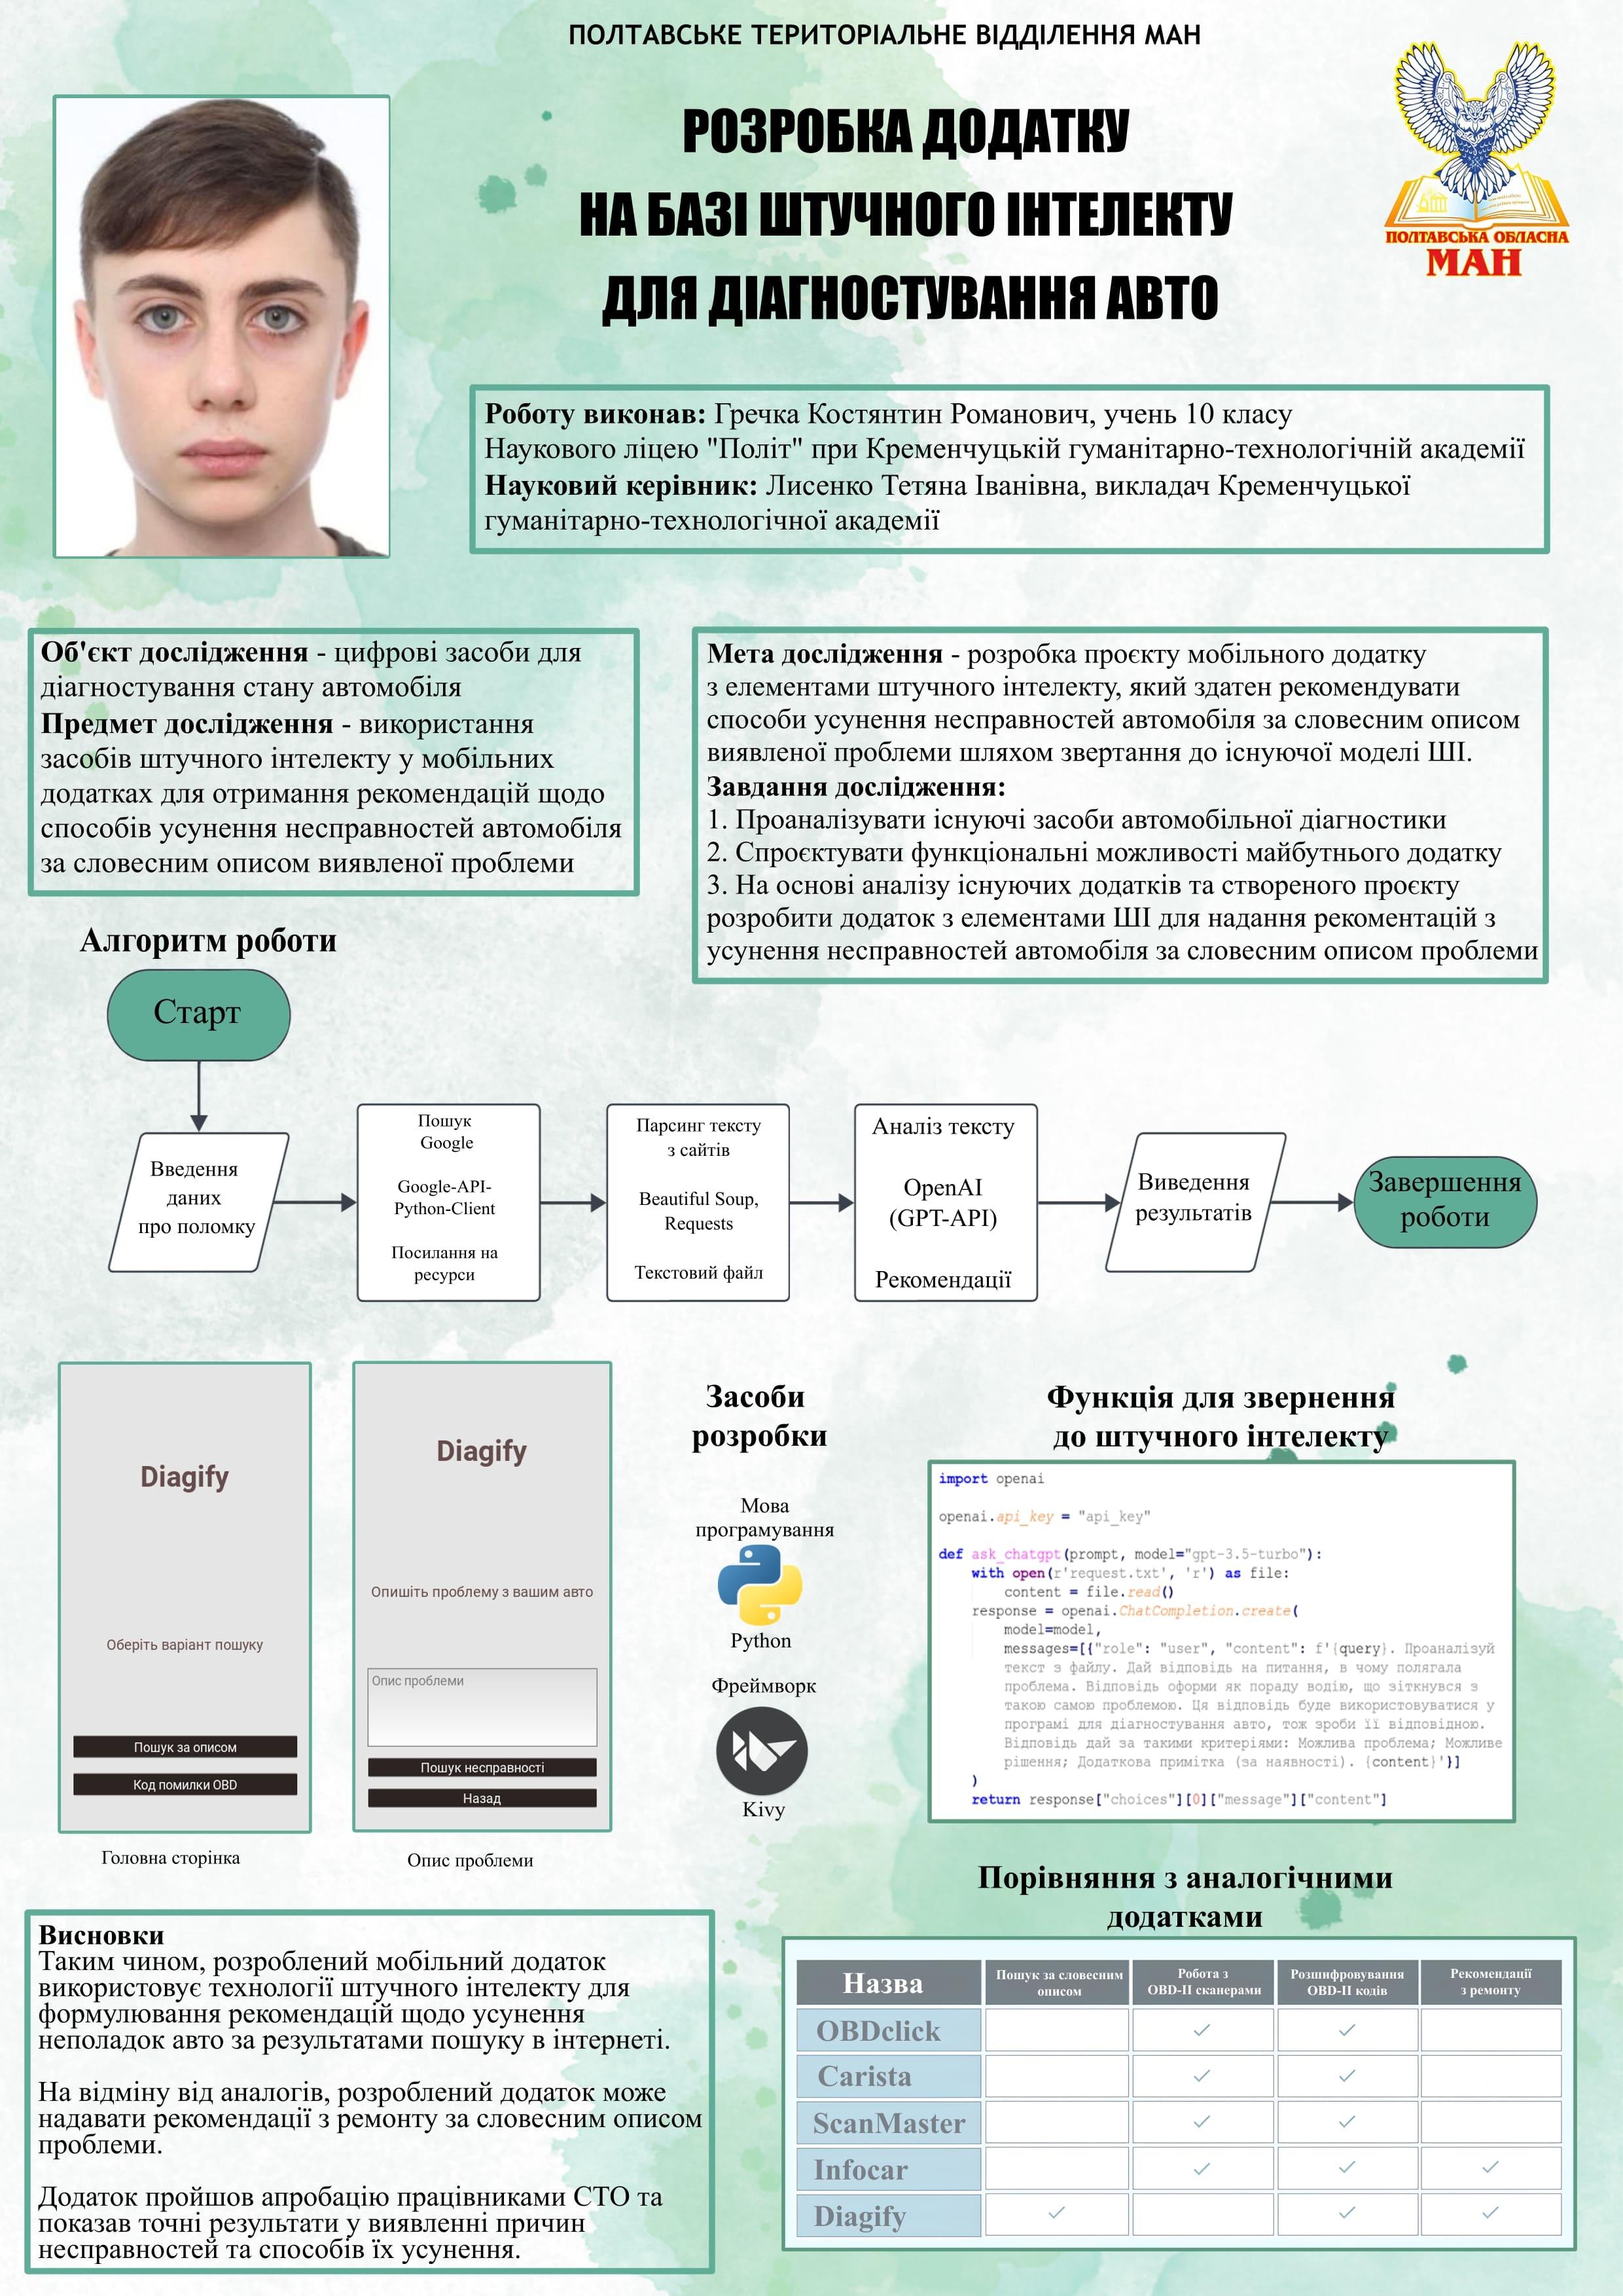 ПОЛТАВСЬКЕ ТЕРИТОРІАЛЬНЕ ВІДДІЛЕННЯ МАН
РОЗРОБКА ДОДАТКУ
НА БАЗІ ШТУЧНОГО ІНТЕЛЕКТУ
ДЛЯ ДІАГНОСТУВАННЯ АВТО
ПОЛТАВСЬКА ОБЛАСНА
МАН
Роботу виконав: Гречка Костянтин Романович, учень 10 класу
Наукового ліцею "Політ" при Кременчуцькій гуманітарно-технологічній академії
Науковий керівник: Лисенко Тетяна Іванівна, викладач Кременчуцької
гуманітарно-технологічної академії
Об'єкт дослідження - цифрові засоби для
діагностування стану автомобіля
Предмет дослідження - використання
засобів штучного інтелекту у мобільних
додатках для отримання рекомендацій щодо
способів усунення несправностей автомобіля
за словесним описом виявленої проблеми
Мета дослідження - розробка проєкту мобільного додатку
з елементами штучного інтелекту, який здатен рекомендувати
способи усунення несправностей автомобіля за словесним описом
виявленої проблеми шляхом звертання до існуючої моделі ШІ.
Завдання дослідження:
1. Проаналізувати існуючі засоби автомобільної діагностики
2. Спроєктувати функціональні можливості майбутнього додатку
3. На основі аналізу існуючих додатків та створеного проєкту
розробити додаток з елементами ШІ для надання рекоментацій з
усунення несправностей автомобіля за словесним описом проблеми
Алгоритм роботи
Старт
Введення
даних
про поломку
Пошук
Google
Google-API-
Python-Client
Посилання на
ресурси
Парсинг тексту
з сайтів
Beautiful Soup,
Requests
Текстовий файл
Аналіз тексту
OpenAI
(GPT-API)
Рекомендації
Виведення
результатів
Завершення
роботи
Diagify
Оберіть варіант пошуку
Пошук за описом
Код помилки OBD
Головна сторінка
Diagify
Опишіть проблему з вашим авто
Опис проблеми
Пошук несправності
Назад
Опис проблеми
Засоби
розробки
Мова
програмування
Python
Фреймворк
Kivy
Функція для звернення
до штучного інтелекту
import openai
openai.api_key = "api_key"
def ask_chatgpt(prompt, model="gpt-3.5-turbo"):
with open(r'request.txt', 'r') as file:
content = file.read()
response = openai.ChatCompletion.create(
model=model,
messages=[{"role": "user", "content": f'{query}. Проаналізуй
текст з файлу. Дай відповідь на питання, в чому полягала
проблема. Відповідь оформи як пораду водію, що зіткнувся з
такою самою проблемою. Ця відповідь буде використовуватися у
програмі для діагностування авто, тож зроби її відповідною.
Відповідь дай за такими критеріями: Можлива проблема; Можливе
рішення; Додаткова примітка (за наявності). {content}'}]
)
return response["choices"][0]["message"]["content"]
Порівняння з аналогічними
додатками
Назва
Пошук за словесним
описом
Робота з
OBD-II сканерами
Розшифровування
OBD-II кодів
Рекомендації
з ремонту
OBDclick
Carista
ScanMaster
Infocar
Diagify
Висновки
Таким чином, розроблений мобільний додаток
використовує технології штучного інтелекту для
формулювання рекомендацій щодо усунення
неполадок авто за результатами пошуку в інтернеті.
На відміну від аналогів, розроблений додаток може
надавати рекомендації з ремонту за словесним описом
проблеми.
Додаток пройшов апробацію працівниками СТО та
показав точні результати у виявленні причин
несправностей та способів їх усунення.